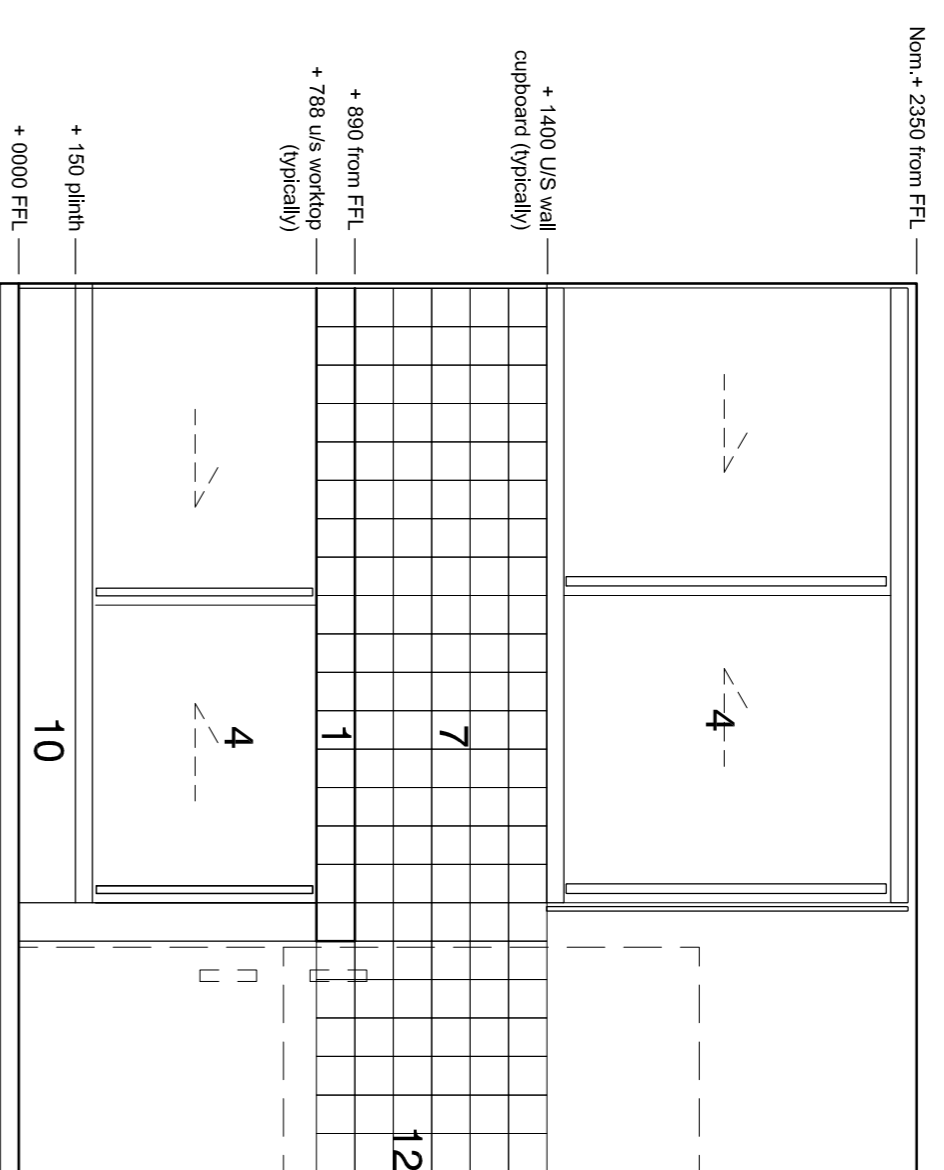 Nom.+ 2350 from FFL
+ 1400 U/S wall
cupboard (typically)
+ 890 from FFL
+ 788 u/s worktop
(typically)
+ 150 plinth
+ 0000 FFL
4
7
1
4
10
12